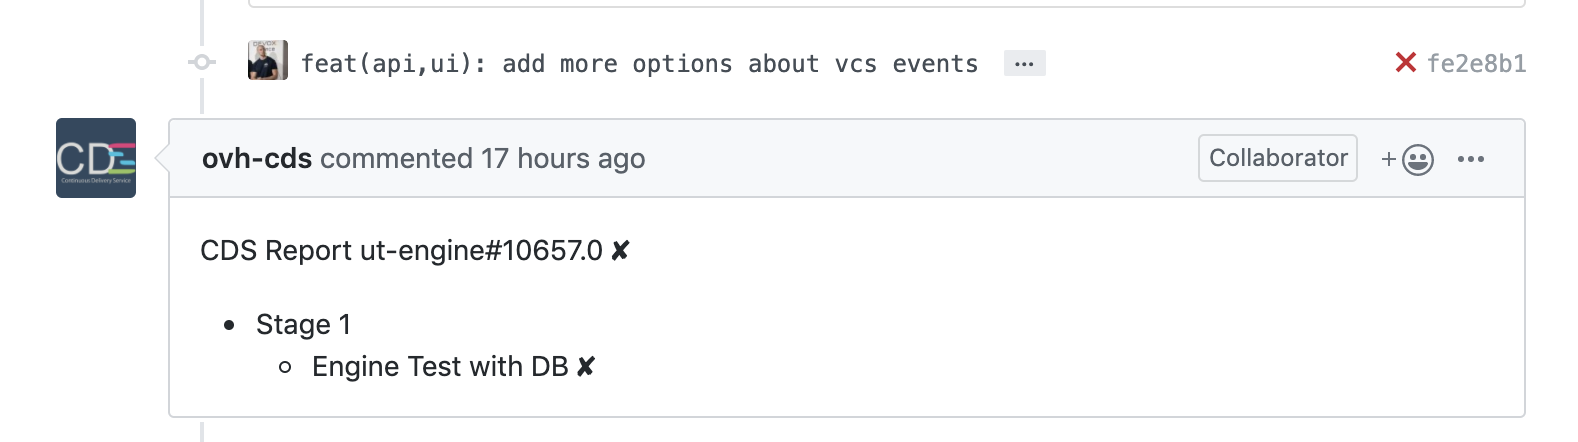 feat(api,ui): add more options about vcs events ...
fe2e8b1
CDE
Continuous Delivery Service
ovh-cds commented 17 hours ago
Collaborator
CDS Report ut-engine#10657.0 ✘
• Stage 1
◦ Engine Test with DB ✘